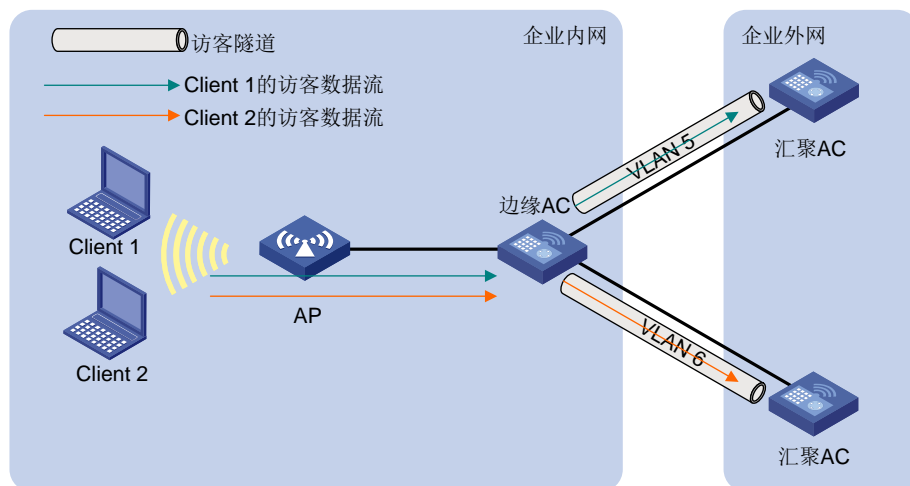 访客隧道
企业内网
企业外网
Client 1的访客数据流
Client 2的访客数据流
汇聚AC
VLAN 5
边缘AC
Client 1
AP
VLAN 6
Client 2
汇聚AC